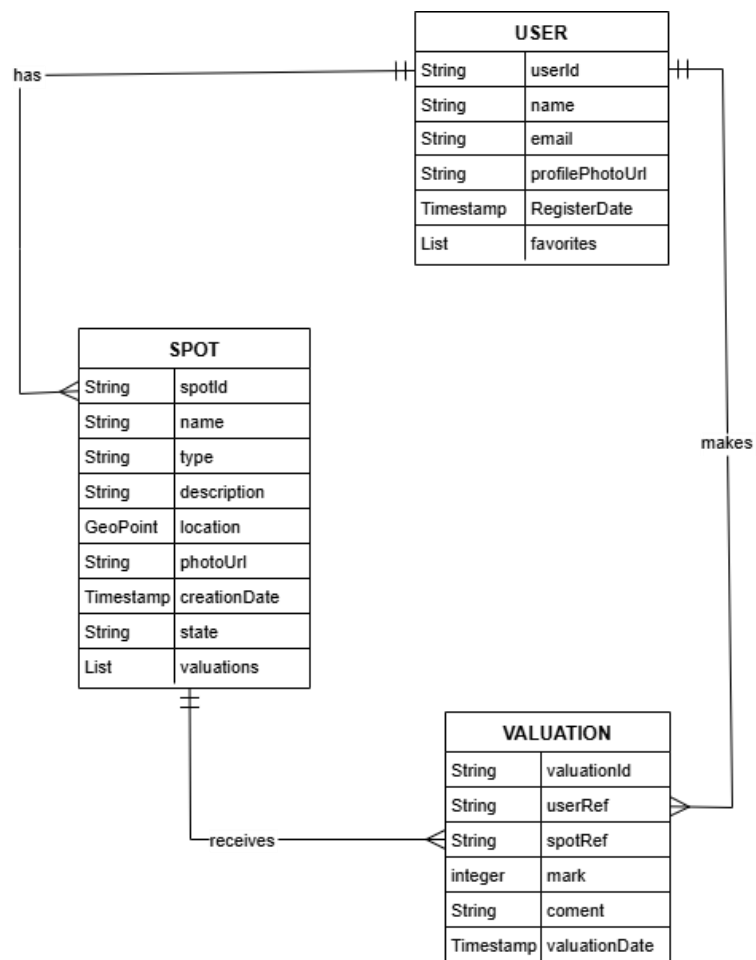 USER
String userId
String name
String email
String profilePhotoUrl
Timestamp RegisterDate
List favorites
has
SPOT
String spotId
String name
String type
String description
GeoPoint location
String photoUrl
Timestamp creationDate
String state
List valuations
makes
receives
VALUATION
String valuationId
String userRef
String spotRef
integer mark
String coment
Timestamp valuationDate